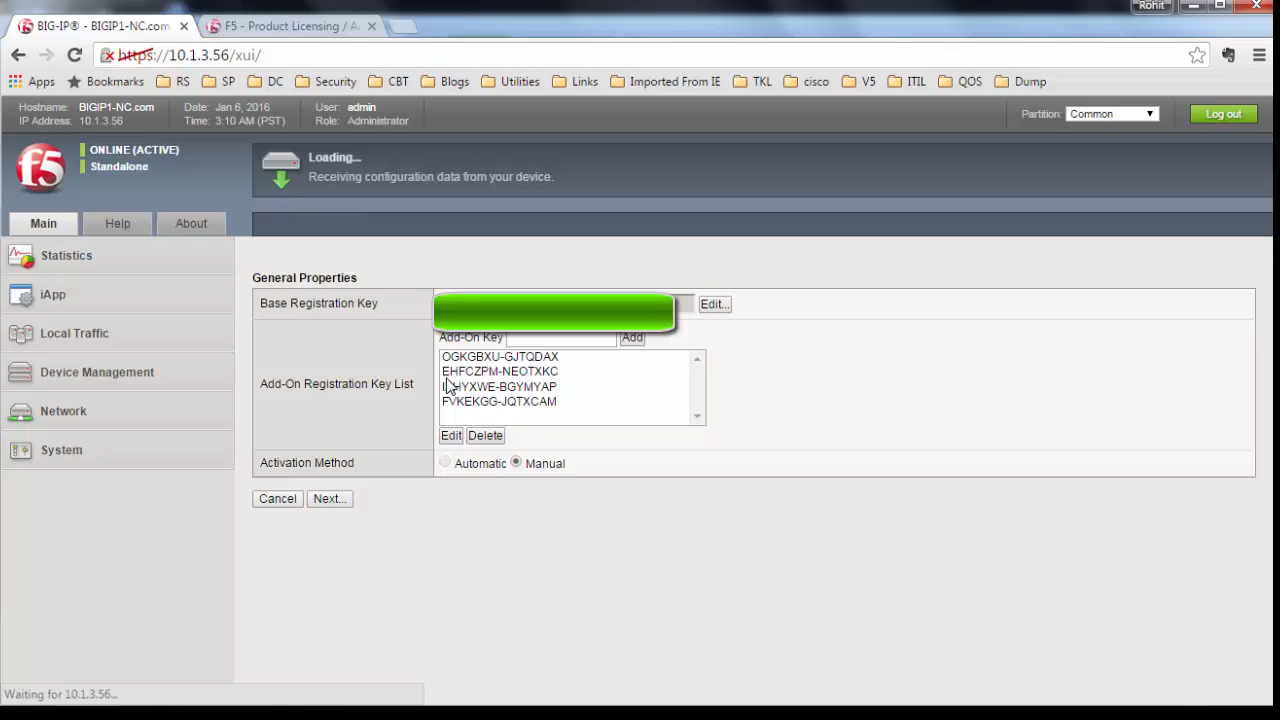 Rohit
BIG-IP® - BIGIP1-NC.com
F5 - Product Licensing / A
https://10.1.3.56/xui/
Apps Bookmarks RS SP DC Security CBT Blogs Utilities Links Imported From IE TKL cisco V5 ITIL QOS Dump
Hostname: BIGIP1-NC.com Date: Jan 6, 2016 User: admin
IP Address: 10.1.3.56 Time: 3:10 AM (PST) Role: Administrator
Partition: Common Log out
f5
ONLINE (ACTIVE)
Standalone
Loading...
Receiving configuration data from your device.
Main Help About
Statistics
iApp
Local Traffic
Device Management
Network
System
General Properties
Base Registration Key Edit...
Add-On Registration Key List
Add-On Key Add
OGKGBXU-GJTQDAX
EHFCZPM-NEOTXKC
HYXWE-BGYMYAP
FVKEKGG-JQTXCAM
Edit Delete
Activation Method Automatic Manual
Cancel Next...
Waiting for 10.1.3.56...